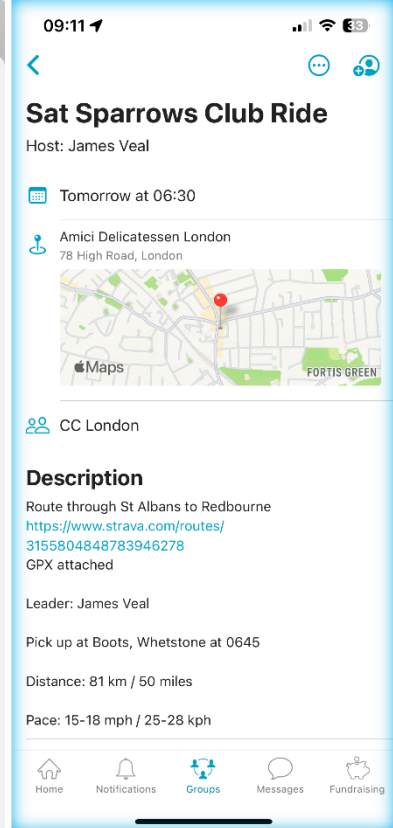 09:11
33
Sat Sparrows Club Ride
Host: James Veal
Tomorrow at 06:30
Amici Delicatessen London
78 High Road, London
Maps
FORTIS GREEN
CC London
Description
Route through St Albans to Redbourne
https://www.strava.com/routes/
3155804848783946278
GPX attached
Leader: James Veal
Pick up at Boots, Whetstone at 0645
Distance: 81 km / 50 miles
Pace: 15-18 mph / 25-28 kph
Home
Notifications
Groups
Messages
Fundraising